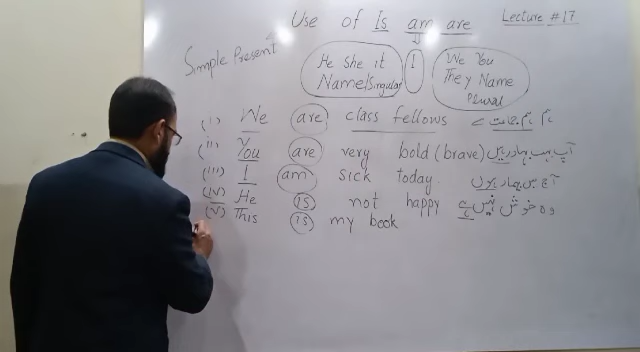 Use of Is am are
Lecture #17
Simple Present
He She it
Name/Singular
I
We You
They Name
Plural
(i) We are class fellows ہم ہم جماعت ہے
(ii) You are very bold (brave) آپ بہت بہادر ہیں
(iii) I am sick today. آج میں بیمار ہوں
(iv) He is not happy وہ خوش نہیں ہے
(v) This is my book